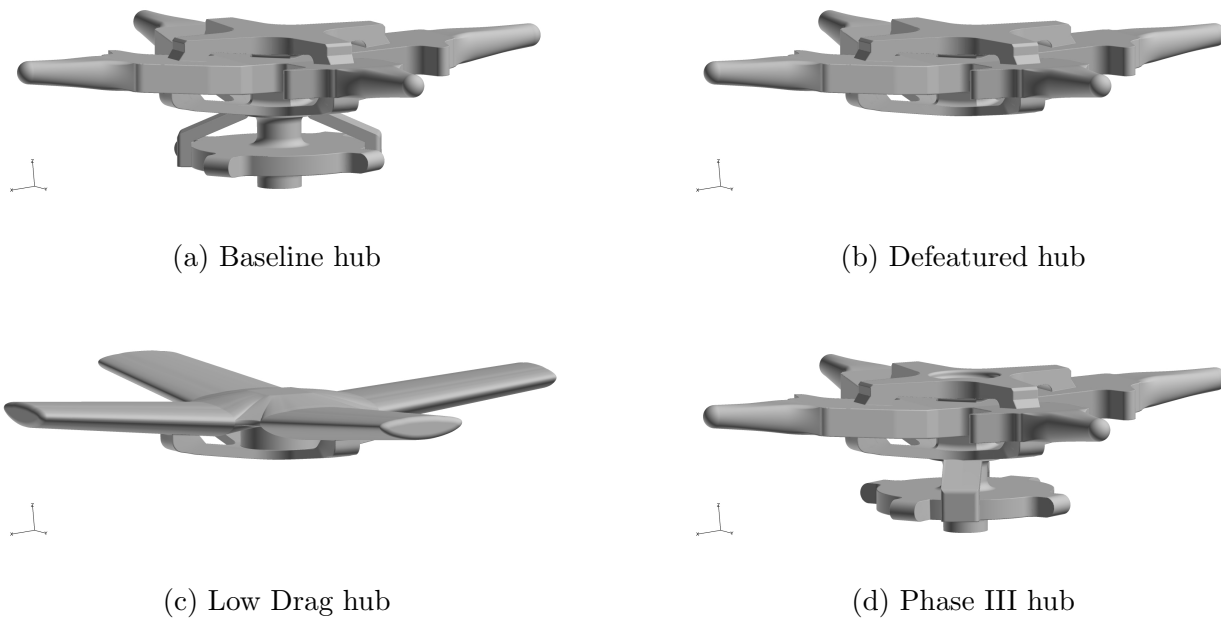 (a) Baseline hub
(b) Defeatured hub
(c) Low Drag hub
(d) Phase III hub